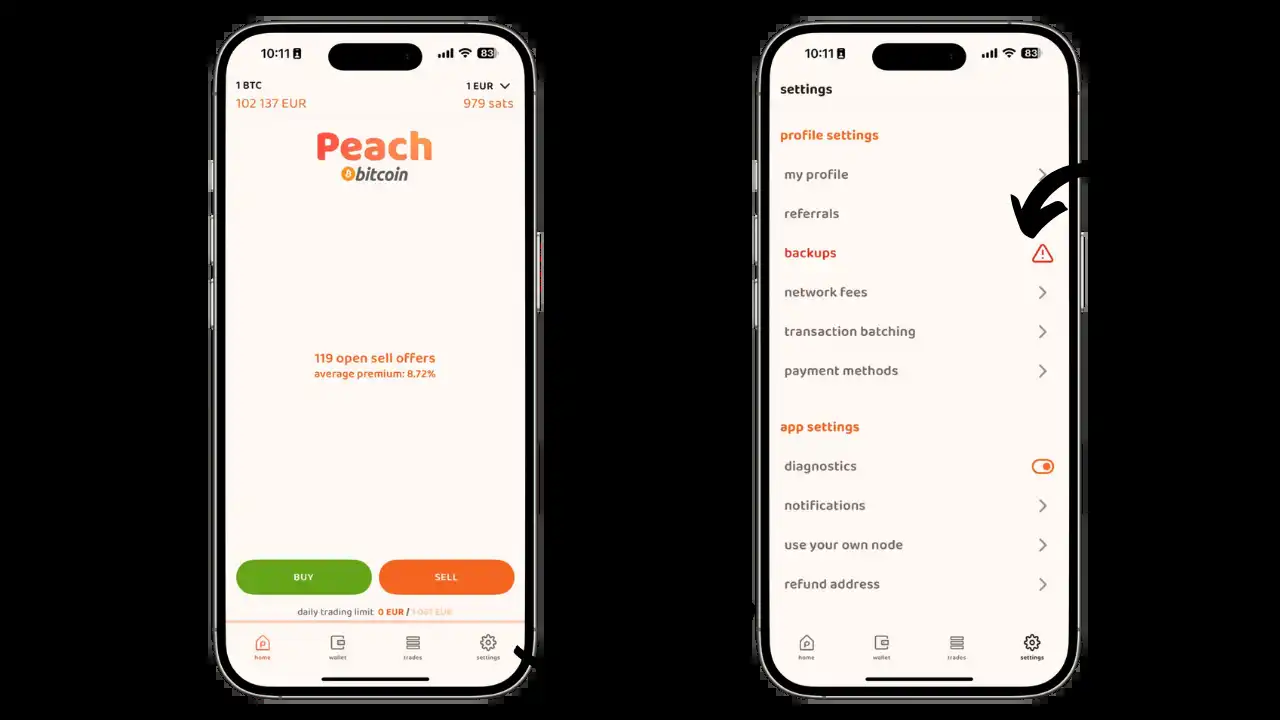 10:11
83
1 BTC
1 EUR
102 137 EUR
979 sats
Peach
bitcoin
119 open sell offers
average premium: 8.72%
BUY
SELL
daily trading limit 0 EUR /
home
wallet
trades
settings
10:11
83
settings
profile settings
my profile
referrals
backups
network fees
transaction batching
payment methods
app settings
diagnostics
notifications
use your own node
refund address
home
wallet
trades
settings